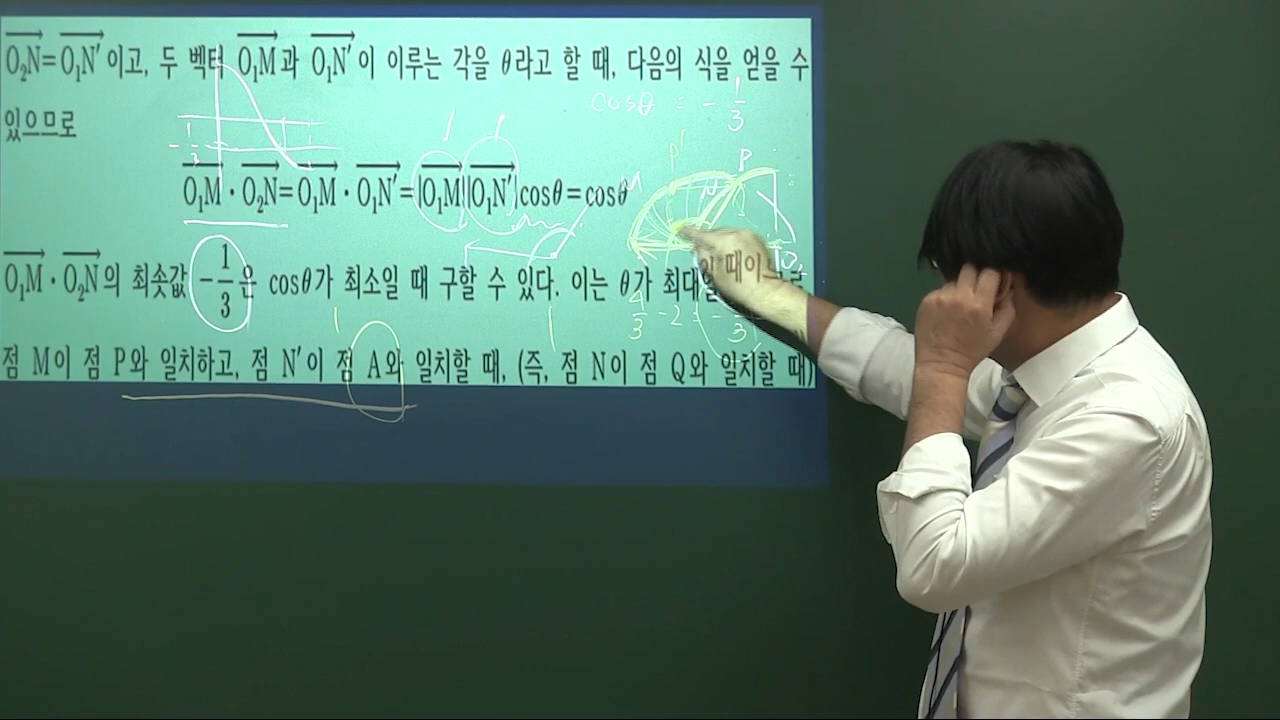 O₂N=O₁N′이고, 두 벡터 O₁M과 O₁N′이 이루는 각을 θ라고 할 때, 다음의 식을 얻을 수
cosθ = -1/3
있으므로
O₁M·O₂N=O₁M·O₁N′=|O₁M||O₁N′|cosθ=cosθ
O₁M·O₂N의 최솟값 -1/3은 cosθ가 최소일 때 구할 수 있다. 이는 θ가 최대일 때이
점 M이 점 P와 일치하고, 점 N′이 점 A와 일치할 때, (즉, 점 N이 점 Q와 일치할 때)